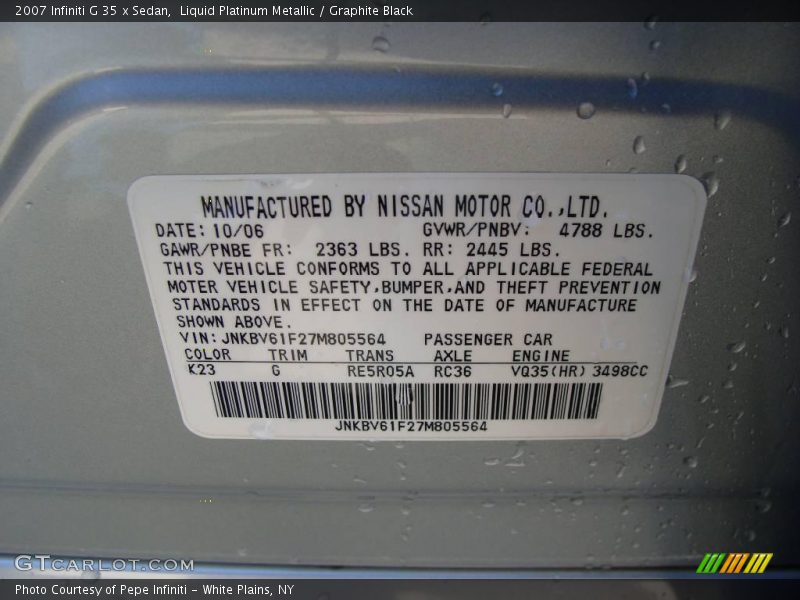 2007 Infiniti G 35 x Sedan,  Liquid Platinum Metallic / Graphite Black
MANUFACTURED BY NISSAN MOTOR CO.,LTD.
DATE: 10/06 GVWR/PNBV: 4788 LBS.
GAWR/PNBE FR: 2363 LBS. RR: 2445 LBS.
THIS VEHICLE CONFORMS TO ALL APPLICABLE FEDERAL
MOTER VEHICLE SAFETY,BUMPER,AND THEFT PREVENTION
STANDARDS IN EFFECT ON THE DATE OF MANUFACTURE
SHOWN ABOVE.
VIN: JNKBV61F27M805564 PASSENGER CAR
COLOR TRIM TRANS AXLE ENGINE
K23 G RE5R05A RC36 VQ35(HR) 3498CC
JNKBV61F27M805564
GTCARLOT.COM
Photo Courtesy of Pepe Infiniti - White Plains, NY